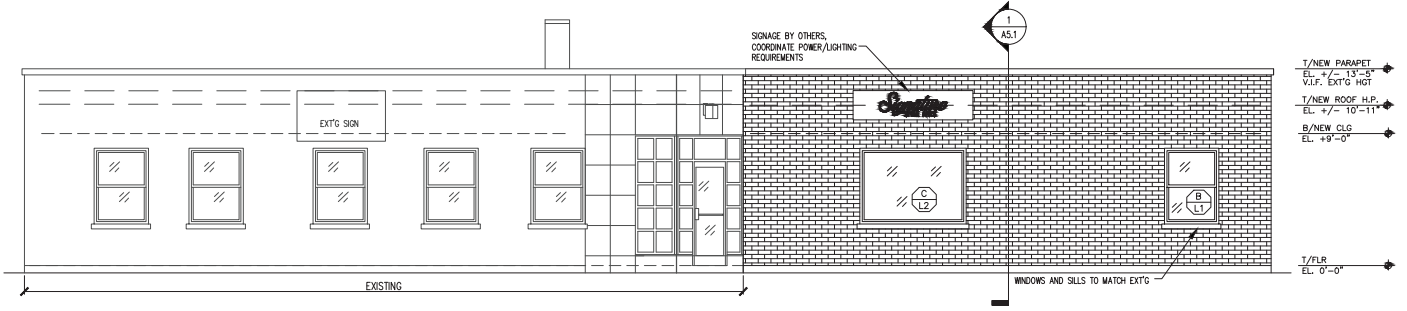 1
A5.1
SIGNAGE BY OTHERS,
COORDINATE POWER/LIGHTING
REQUIREMENTS
T/NEW PARAPET
EL. +/- 13'-5"
V.I.F. EXT'G HGT
T/NEW ROOF H.P.
EL. +/- 10'-11"
B/NEW CLG
EL. +9'-0"
EXT'G SIGN
C
L2
B
L1
T/FLR
EL. 0'-0"
WINDOWS AND SILLS TO MATCH EXT'G
EXISTING